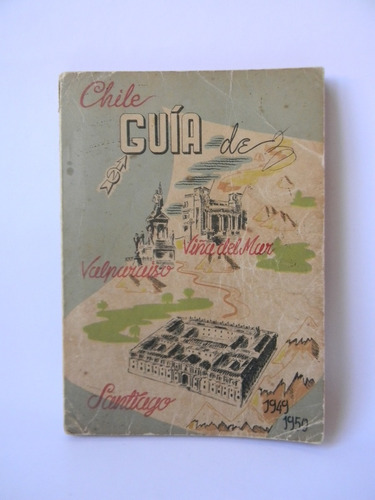 Chile
GUÍA de
Viña del Mar
Valparaíso
Santiago
1949
1950